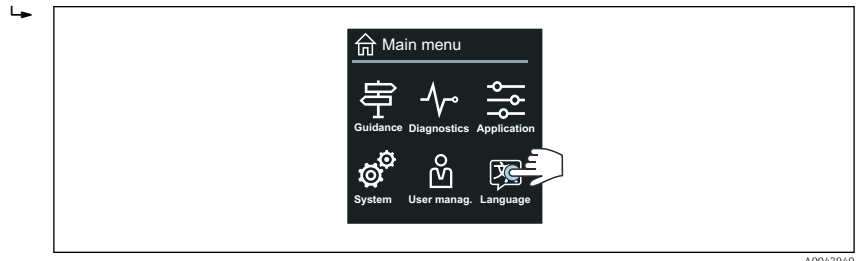 Main menu
Guidance Diagnostics Application
System User manag. Language